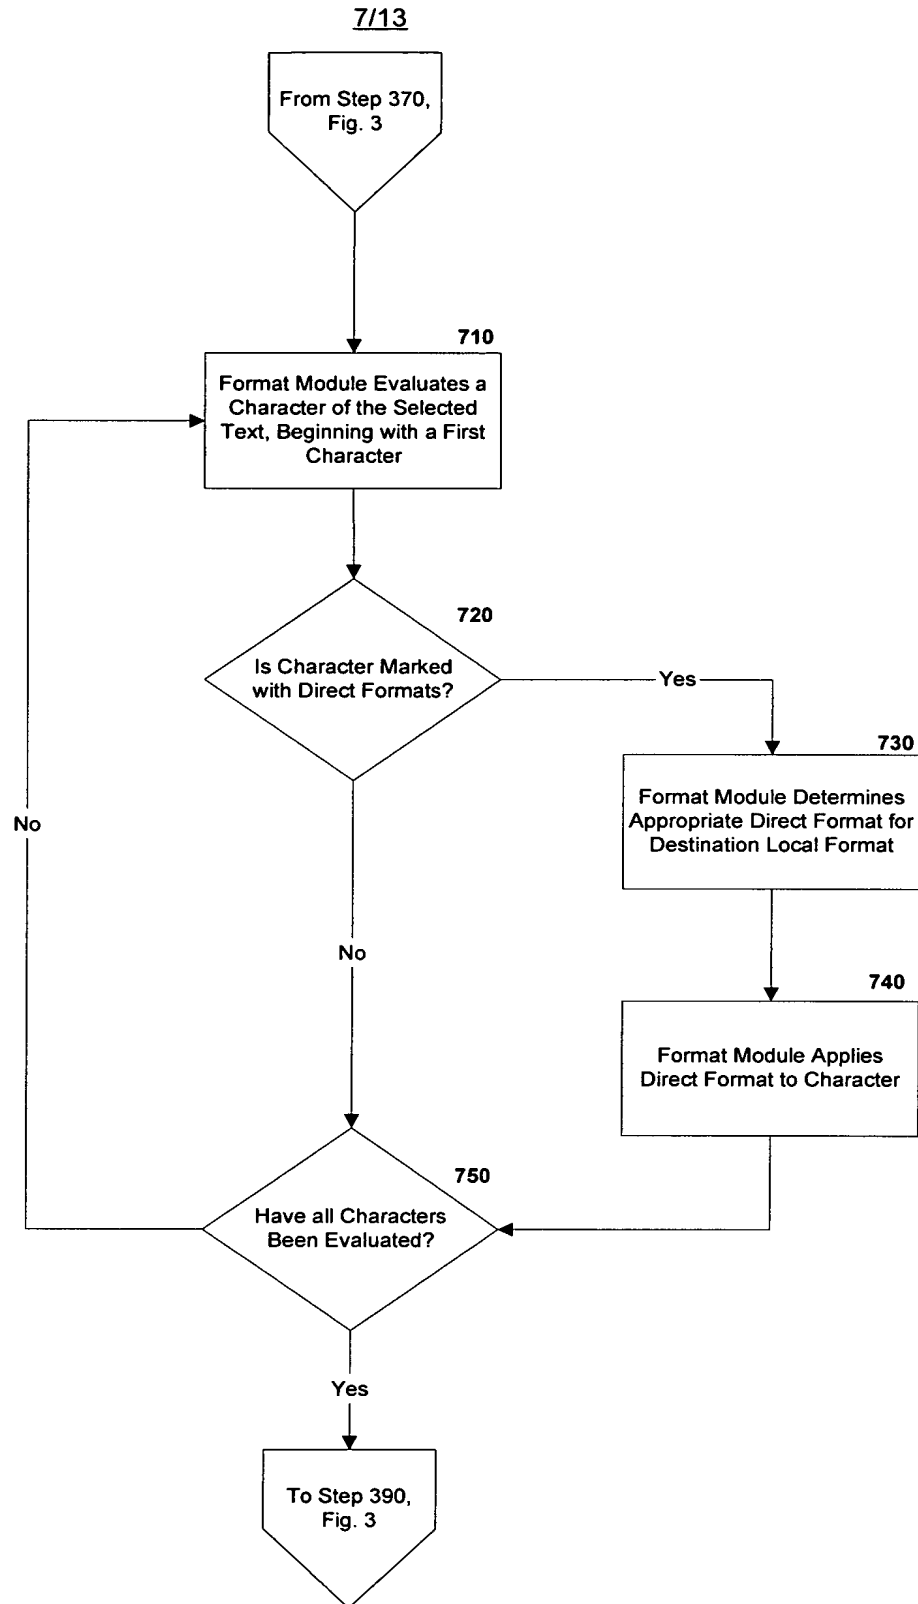 7/13
From Step 370,
Fig. 3
710
Format Module Evaluates a
Character of the Selected
Text, Beginning with a First
Character
720
Is Character Marked
with Direct Formats?
Yes
730
Format Module Determines
Appropriate Direct Format for
Destination Local Format
No
No
740
Format Module Applies
Direct Format to Character
750
Have all Characters
Been Evaluated?
Yes
To Step 390,
Fig. 3